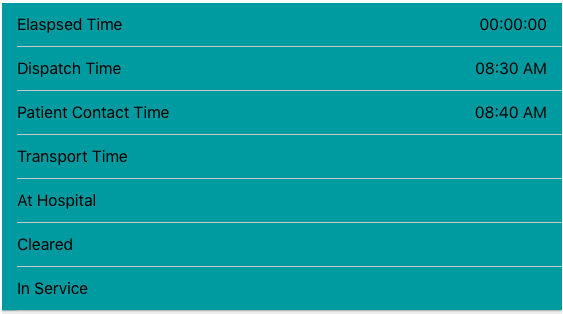 Elaspsed Time 00:00:00
Dispatch Time 08:30 AM
Patient Contact Time 08:40 AM
Transport Time
At Hospital
Cleared
In Service